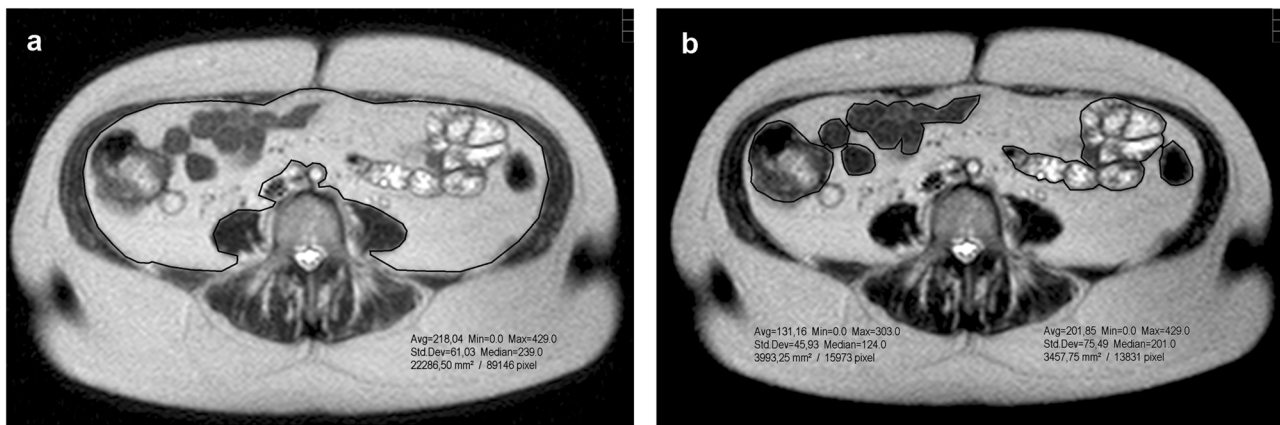 a
Avg=218,04 Min=0.0 Max=429.0
Std.Dev=61,03 Median=239.0
22286,50 mm² / 89146 pixel
b
Avg=131,16 Min=0.0 Max=303.0
Std.Dev=45,93 Median=124.0
3993,25 mm² / 15973 pixel
Avg=201,85 Min=0.0 Max=429.0
Std.Dev=75,49 Median=201.0
3457,75 mm² / 13831 pixel